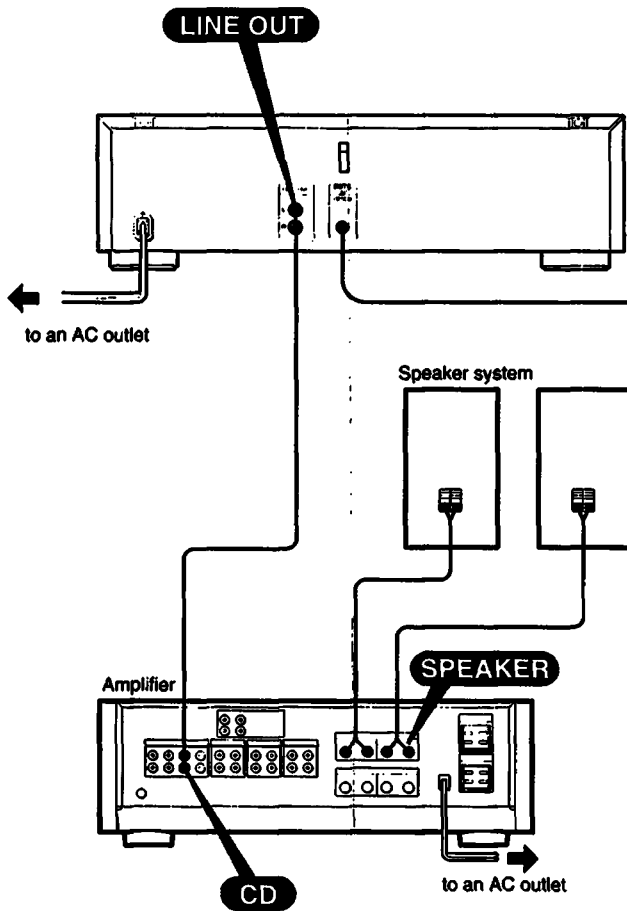 LINE OUT
to an AC outlet
Speaker system
Amplifier
SPEAKER
CD
to an AC outlet